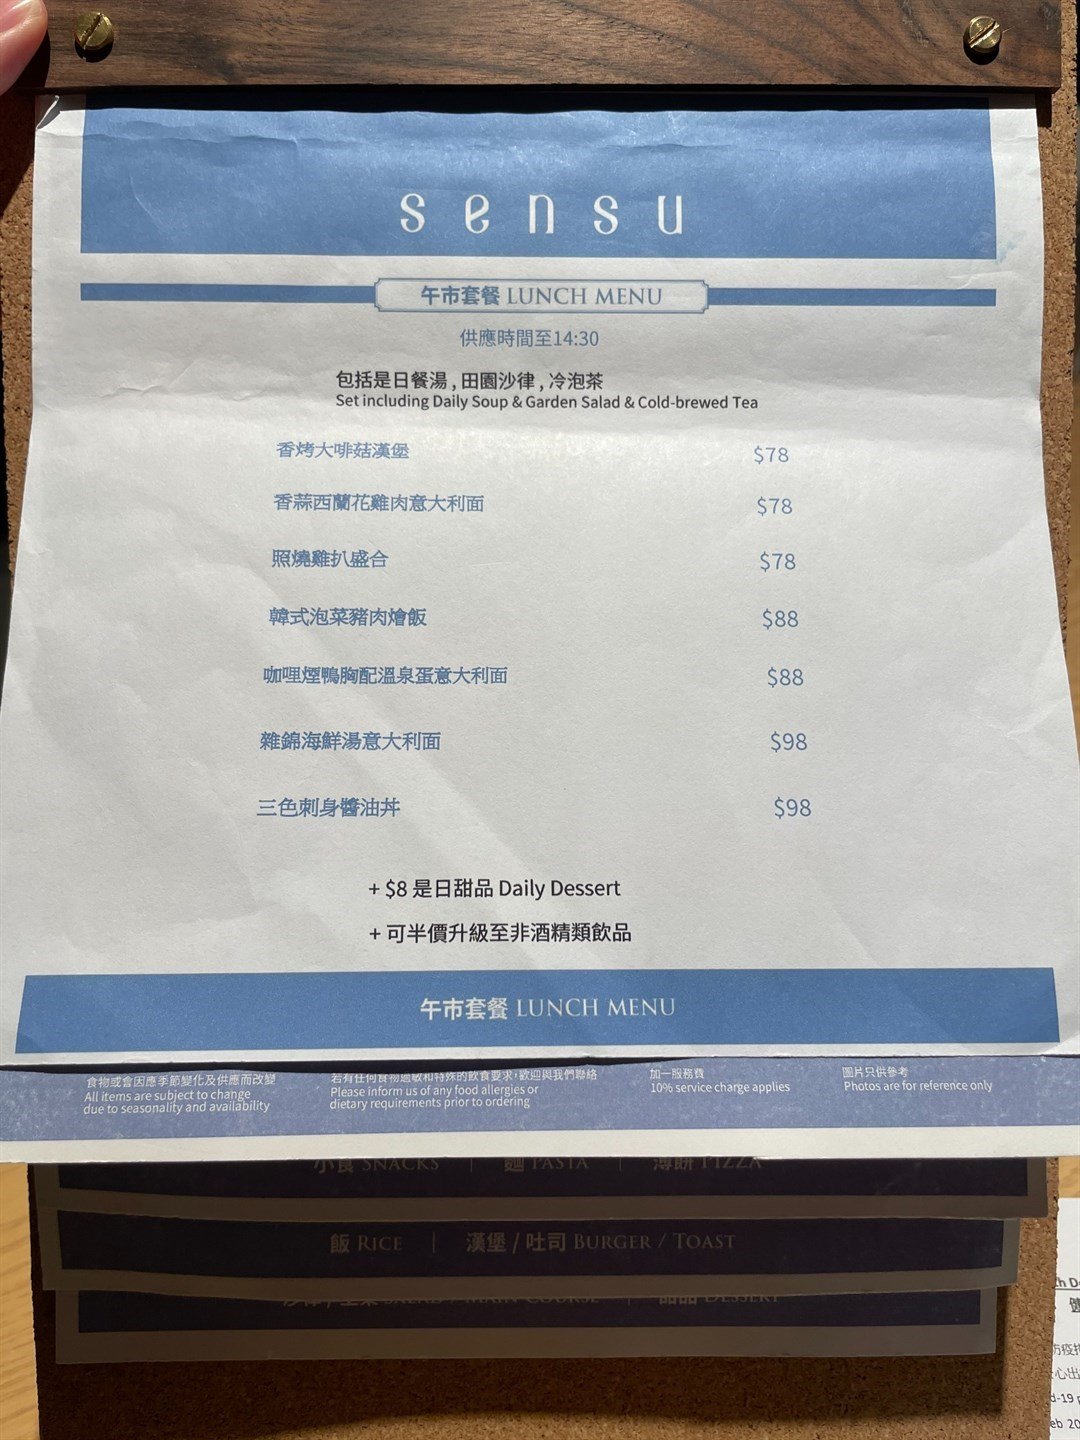 sensu
午市套餐 LUNCH MENU
供應時間至14:30
包括是日餐湯 , 田園沙律 , 冷泡茶
Set including Daily Soup & Garden Salad & Cold-brewed Tea
香烤大啡菇漢堡 $78
香蒜西蘭花雞肉意大利面 $78
照燒雞扒盛合 $78
韓式泡菜豬肉燴飯 $88
咖哩煙鴨胸配溫泉蛋意大利面 $88
雜錦海鮮湯意大利面 $98
三色刺身醬油丼 $98
+ $8 是日甜品 Daily Dessert
+ 可半價升級至非酒精類飲品
午市套餐 LUNCH MENU
食物或會因應季節變化及供應而改變
All items are subject to change
due to seasonality and availability
若有任何食物過敏和特殊的飲食要求，歡迎與我們聯絡
Please inform us of any food allergies or
dietary requirements prior to ordering
加一服務費
10% service charge applies
圖片只供參考
Photos are for reference only
小食 SNACKS | 麵 PASTA | 薄餅 PIZZA
飯 RICE | 漢堡 / 吐司 BURGER / TOAST
甜品 DESSERT